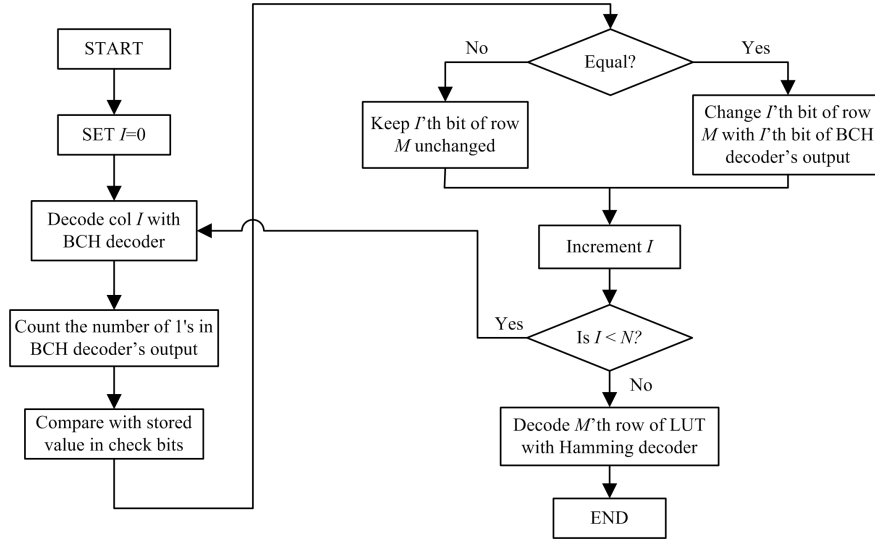 START
SET I=0
Decode col I with
BCH decoder
Count the number of 1's in
BCH decoder's output
Compare with stored
value in check bits
Equal?
No
Yes
Keep I'th bit of row
M unchanged
Change I'th bit of row
M with I'th bit of BCH
decoder's output
Increment I
Is I < N?
Yes
No
Decode M'th row of LUT
with Hamming decoder
END